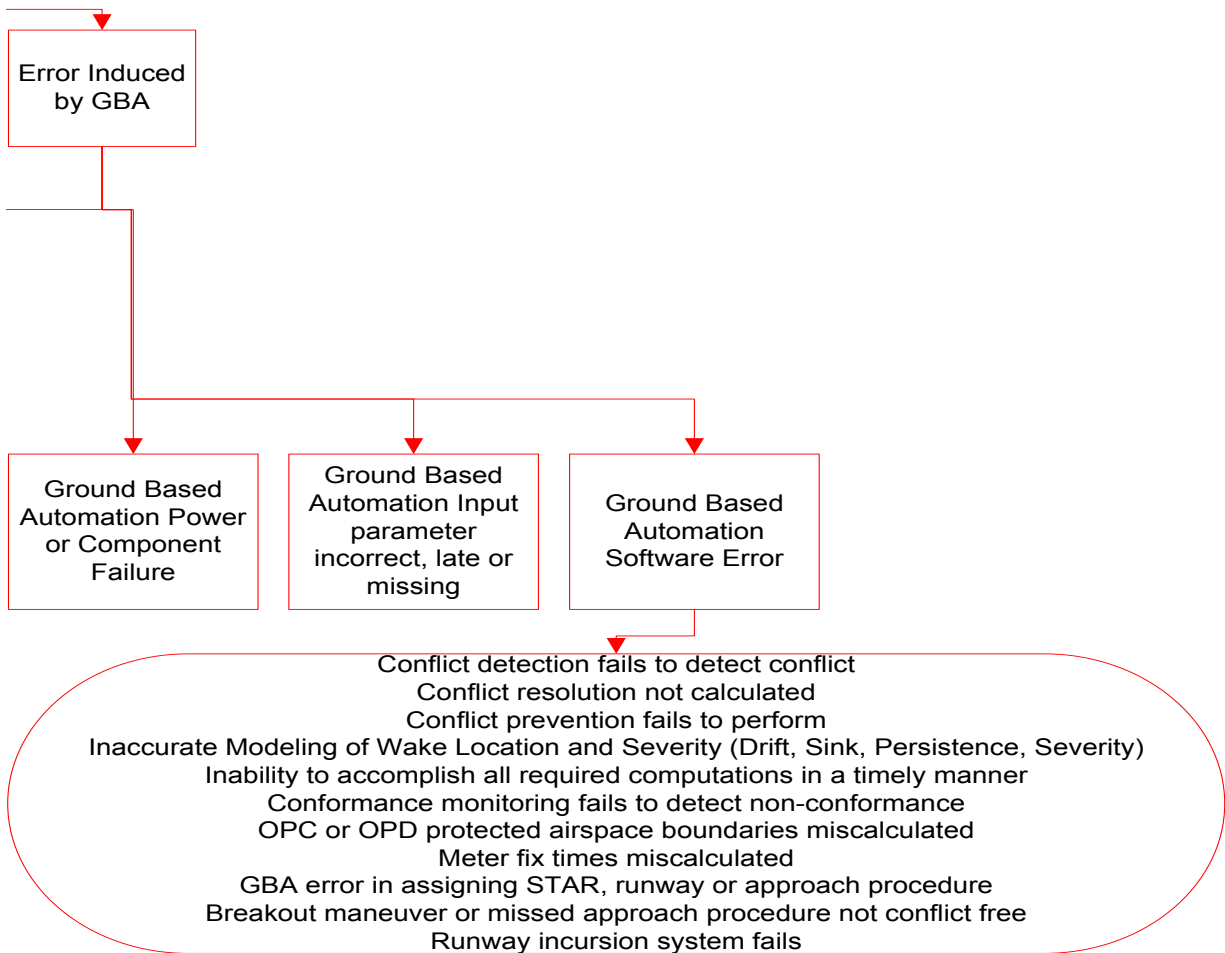 Error Induced
by GBA
Ground Based
Automation Power
or Component
Failure
Ground Based
Automation Input
parameter
incorrect, late or
missing
Ground Based
Automation
Software Error
Conflict detection fails to detect conflict
Conflict resolution not calculated
Conflict prevention fails to perform
Inaccurate Modeling of Wake Location and Severity (Drift, Sink, Persistence, Severity)
Inability to accomplish all required computations in a timely manner
Conformance monitoring fails to detect non-conformance
OPC or OPD protected airspace boundaries miscalculated
Meter fix times miscalculated
GBA error in assigning STAR, runway or approach procedure
Breakout maneuver or missed approach procedure not conflict free
Runway incursion system fails